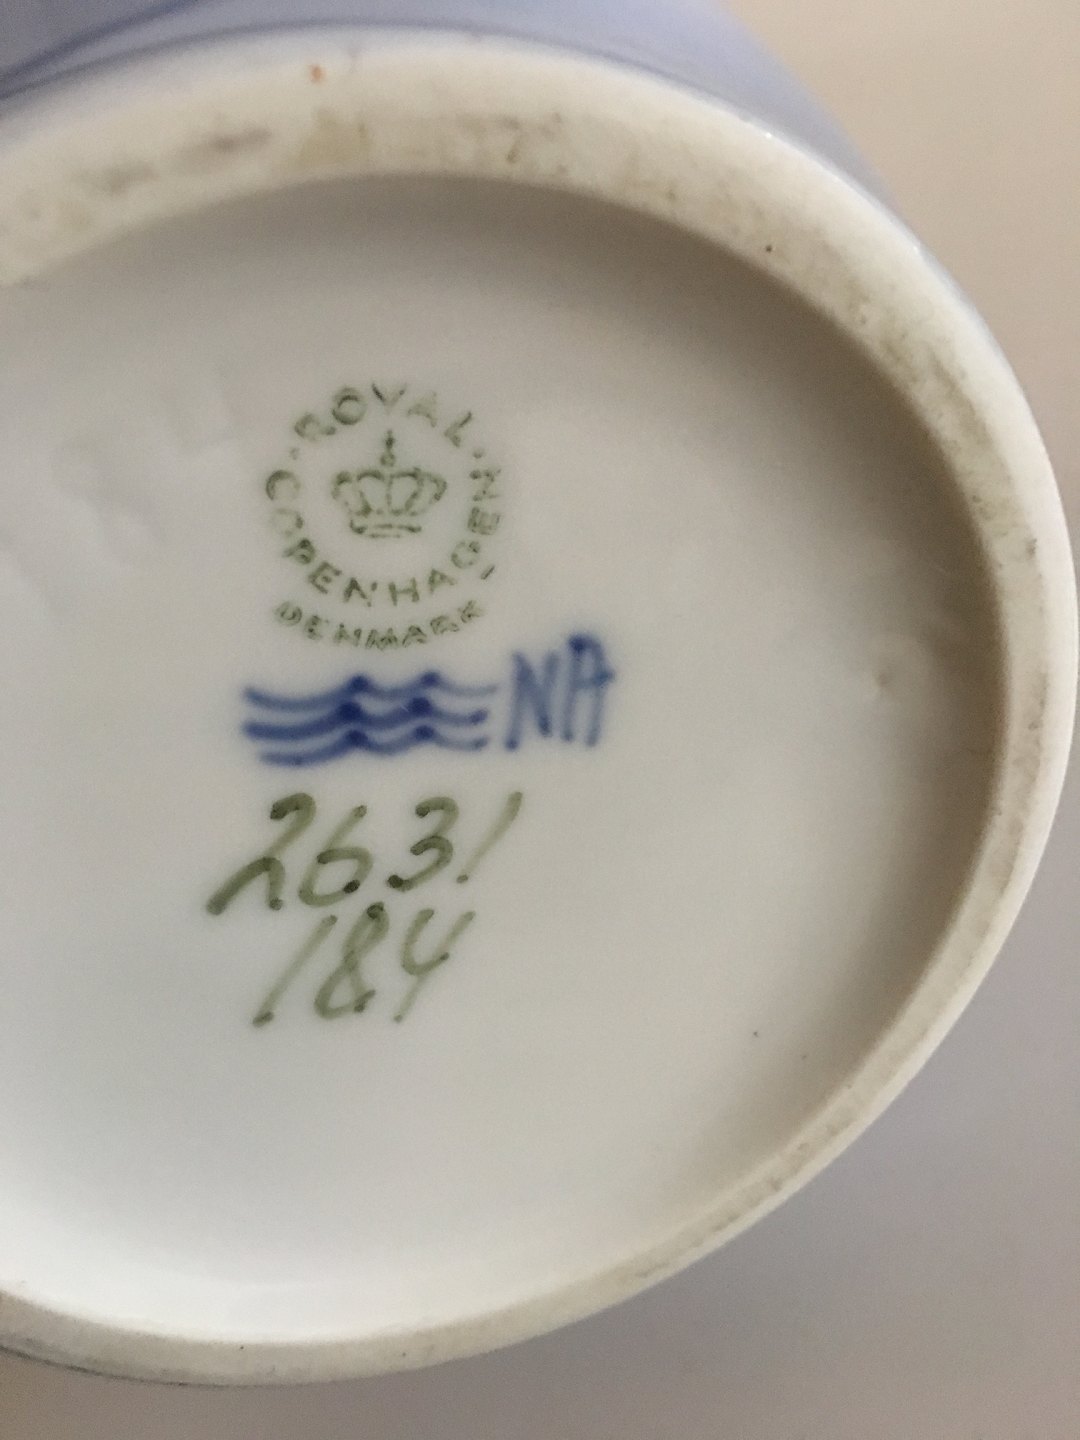 ROYAL
COPENHAGEN
DENMARK
NA
2631
184